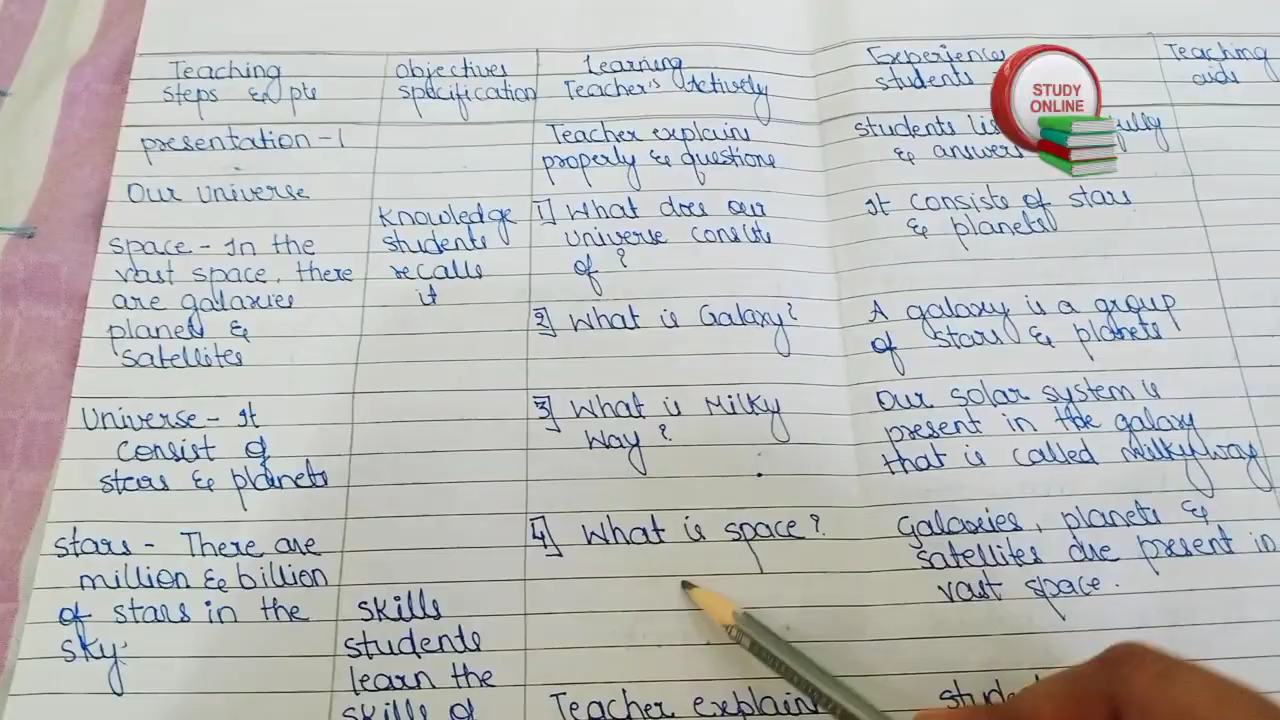 Teaching
steps & pts
objectives
specification
Learning
Teacher's Activety
Experiences
students
Teaching
aids
STUDY
ONLINE
presentation-1
Teacher explain
properly & questions
students
& answers
Our Universe
space - In the
vast space, there
are galaxies
planets &
satellites
Knowledge
students
recalls
it
1] What does our
universe consists
of ?
It consists of stars
& planets
2] What is Galaxy?
A galaxy is a group
of stars & planets
Universe - It
consist of
stars & planets
3] What is Milky
Way ?
Our solar system is
present in the galaxy
that is called milkyway
stars - There are
million & billion
of stars in the
sky.
4] What is space?
Galaxies, planets &
satellites are present in
vast space.
skills
students
learn the
skills of
Teacher explain